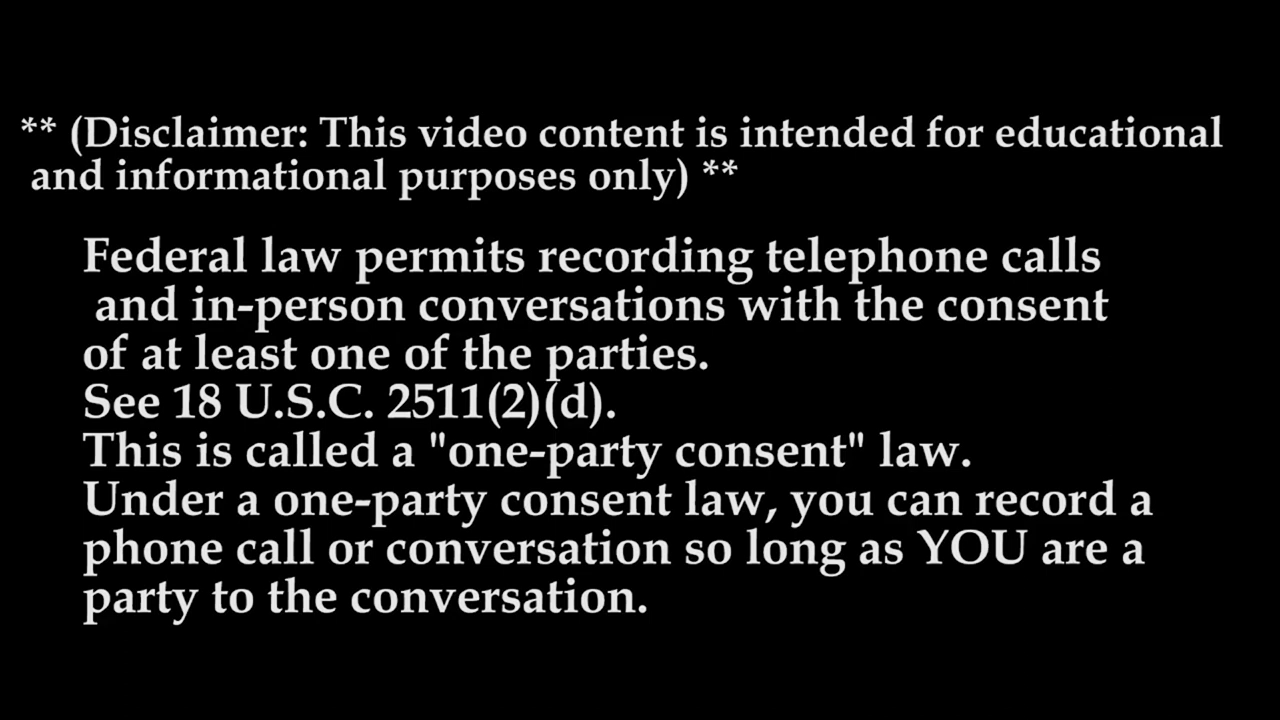 ** (Disclaimer: This video content is intended for educational
and informational purposes only) **
Federal law permits recording telephone calls
and in-person conversations with the consent
of at least one of the parties.
See 18 U.S.C. 2511(2)(d).
This is called a "one-party consent" law.
Under a one-party consent law, you can record a
phone call or conversation so long as YOU are a
party to the conversation.